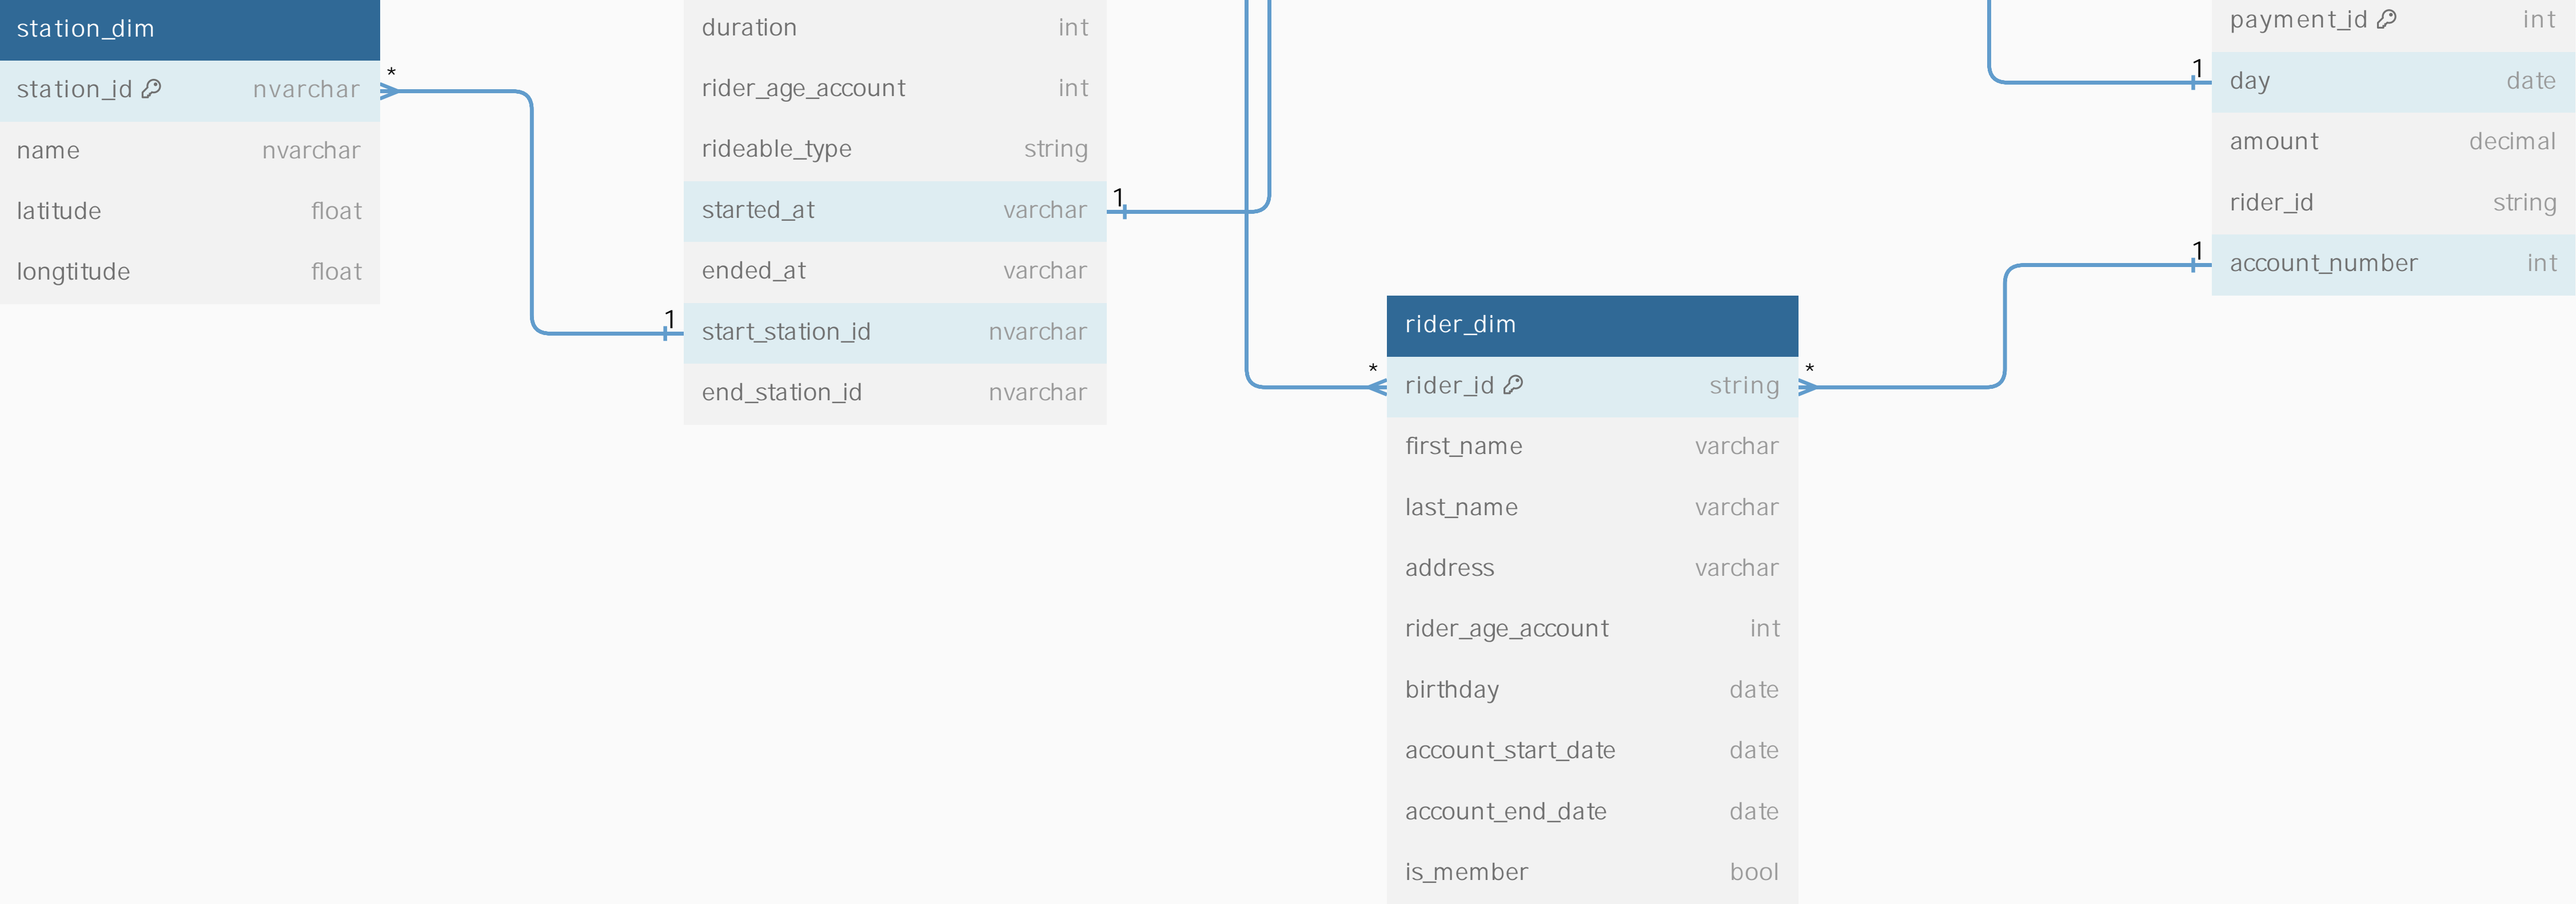 station_dim
station_id nvarchar
name nvarchar
latitude float
longtitude float
*
duration int
rider_age_account int
rideable_type string
started_at varchar
ended_at varchar
start_station_id nvarchar
end_station_id nvarchar
1
1
rider_dim
* rider_id string *
first_name varchar
last_name varchar
address varchar
rider_age_account int
birthday date
account_start_date date
account_end_date date
is_member bool
payment_id int
1
day date
amount decimal
rider_id string
1
account_number int